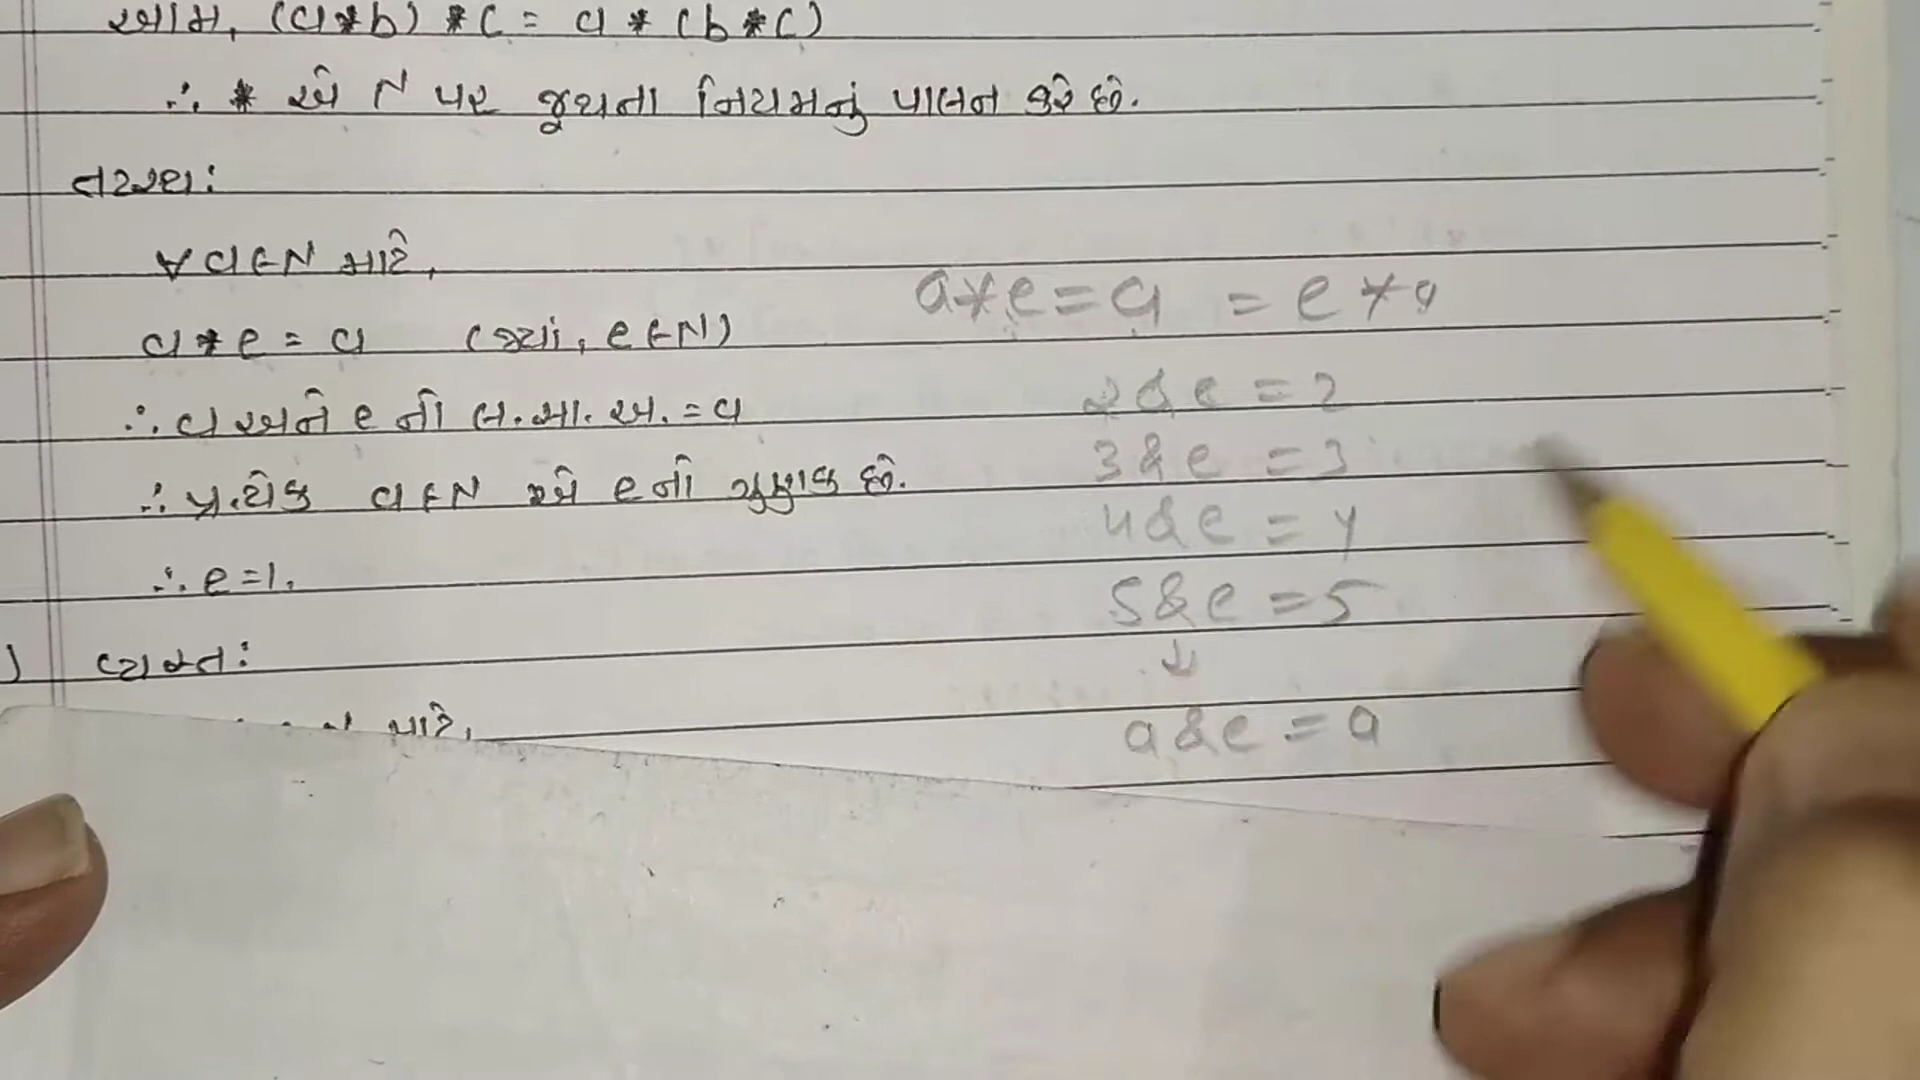 આમ, (a*b) *c = a * (b*c)
∴ * એ N પર જૂથના નિયમનું પાલન કરે છે.
તટસ્થ:
∀ a∈N માટે,
a*e = a (જ્યાં, e∈N)
∴ a અને e નો લ.સા.અ. = a
∴ પ્રત્યેક a∈N એ e નો ગુણક છે.
∴ e=1.
) વ્યસ્ત:
માટે,
a*e = a = e*a
2 & e = 2
3 & e = 3
4 & e = 4
5 & e = 5
↓
a & e = a